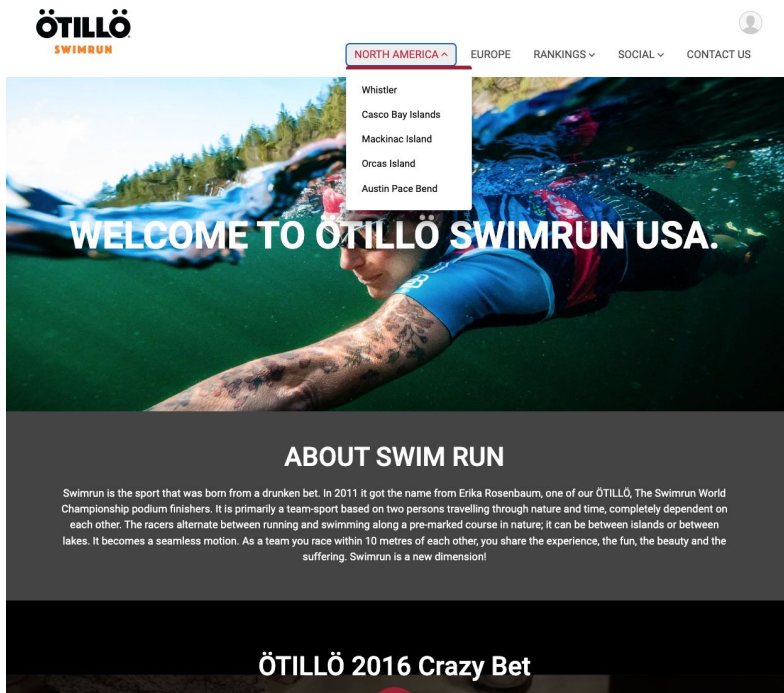 ÖTILLÖ
SWIMRUN
NORTH AMERICA
EUROPE
RANKINGS
SOCIAL
CONTACT US
Whistler
Casco Bay Islands
Mackinac Island
Orcas Island
Austin Pace Bend
WELCOME TO ÖTILLÖ SWIMRUN USA.
ABOUT SWIM RUN
Swimrun is the sport that was born from a drunken bet. In 2011 it got the name from Erika Rosenbaum, one of our ÖTILLÖ, The Swimrun World
Championship podium finishers. It is primarily a team-sport based on two persons travelling through nature and time, completely dependent on
each other. The racers alternate between running and swimming along a pre-marked course in nature; it can be between islands or between
lakes. It becomes a seamless motion. As a team you race within 10 metres of each other, you share the experience, the fun, the beauty and the
suffering. Swimrun is a new dimension!
ÖTILLÖ 2016 Crazy Bet